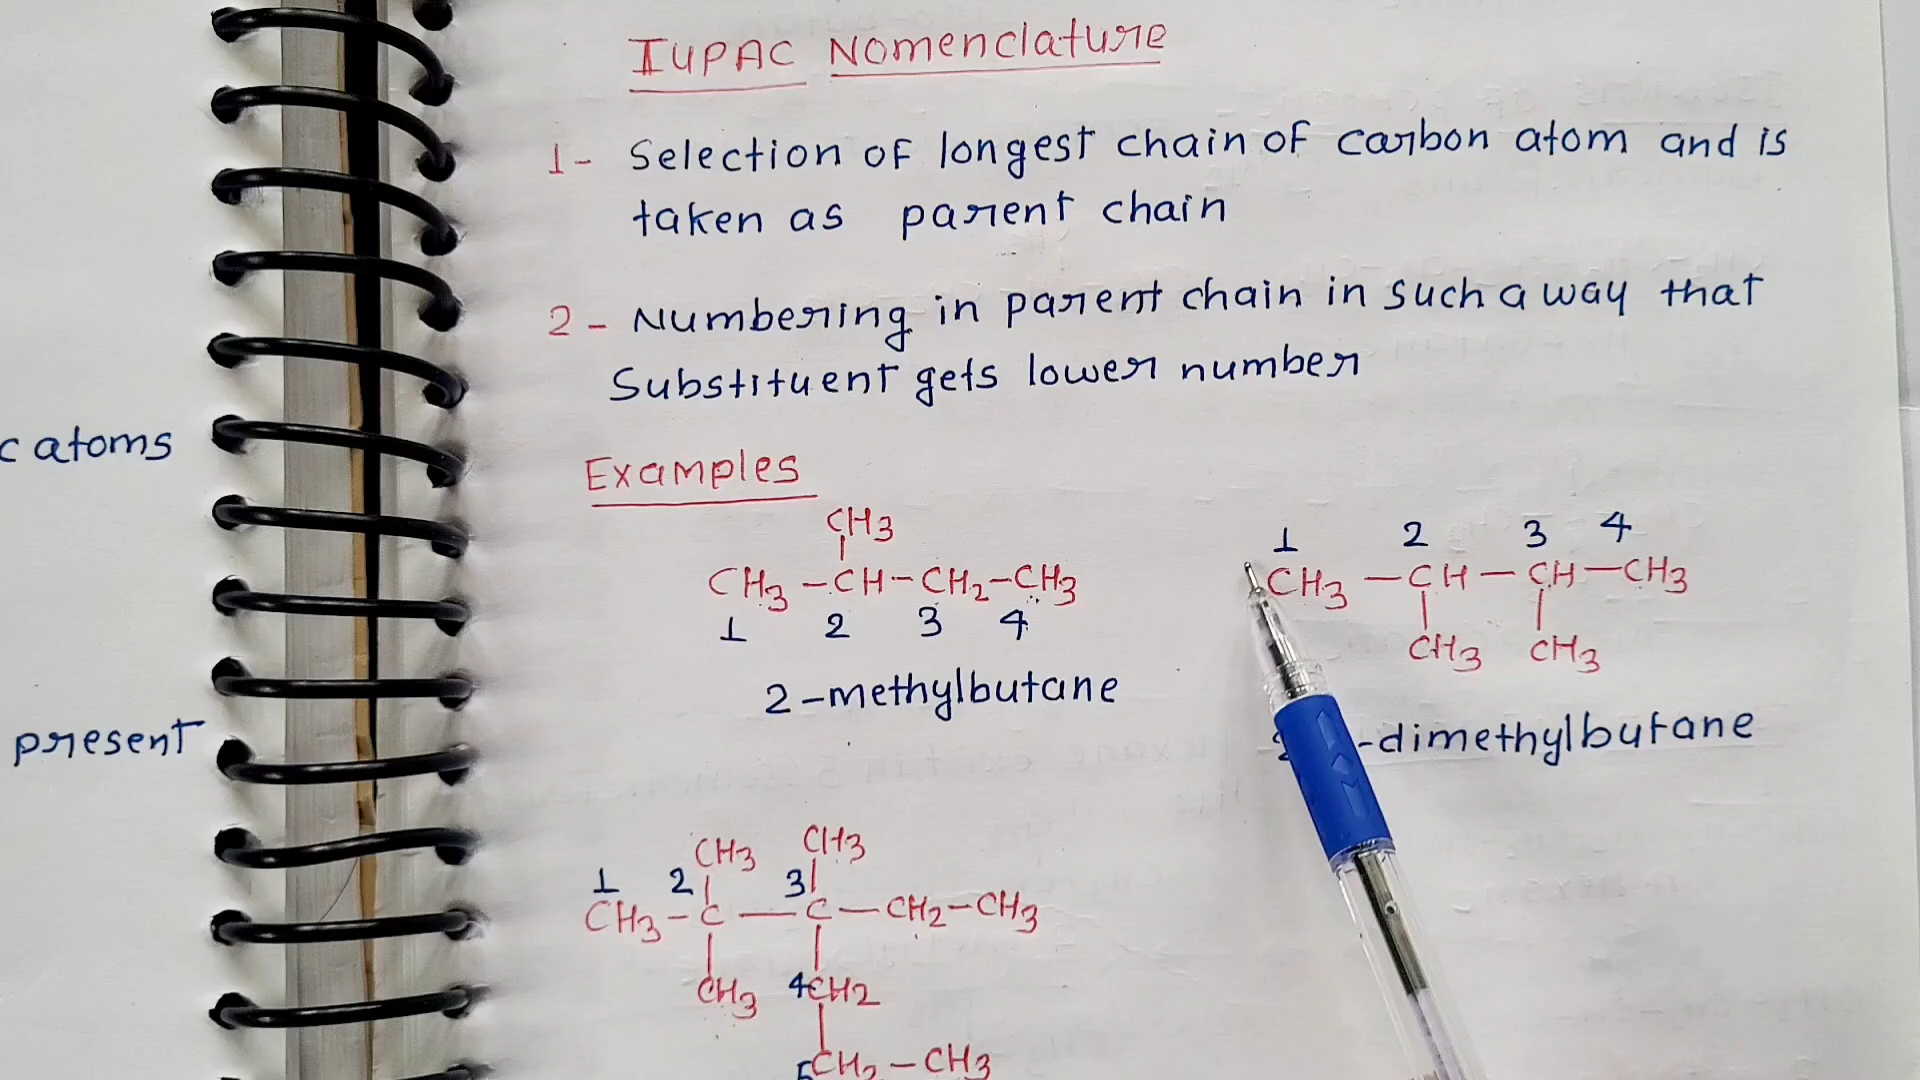 IUPAC Nomenclature
1- Selection of longest chain of carbon atom and is
taken as parent chain
2- Numbering in parent chain in such a way that
Substituent gets lower number
c atoms
Examples
CH3
CH3 -CH-CH2-CH3
1 2 3 4
2-methylbutane
1 2 3 4
CH3 -CH-CH-CH3
CH3 CH3
-dimethylbutane
present
CH3 CH3
1 2 3
CH3-C-C-CH2-CH3
CH3 4CH2
5CH2-CH3